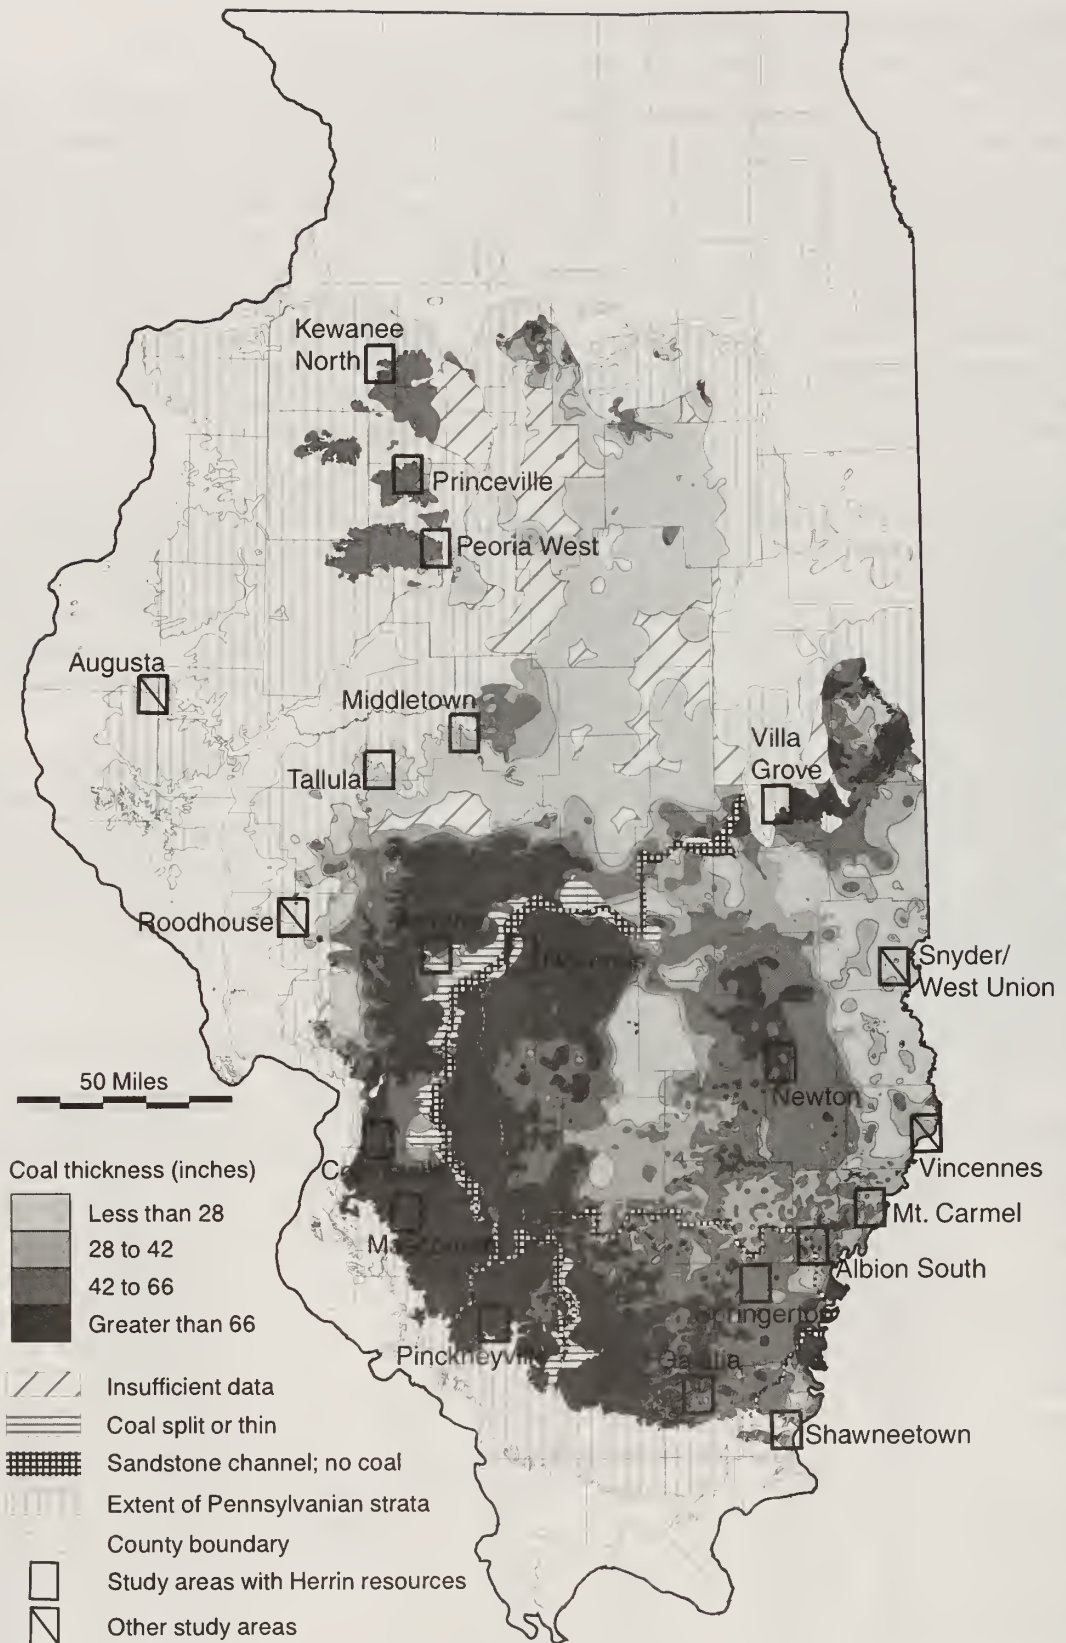 Kewanee
North
Princeville
Peoria West
Augusta
Middletown
Tallula
Villa
Grove
Roodhouse
Snyder/
West Union
Newton
Vincennes
Mt. Carmel
Albion South
Pinckneyville
Shawneetown
50 Miles
Coal thickness (inches)
Less than 28
28 to 42
42 to 66
Greater than 66
Insufficient data
Coal split or thin
Sandstone channel; no coal
Extent of Pennsylvanian strata
County boundary
Study areas with Herrin resources
Other study areas